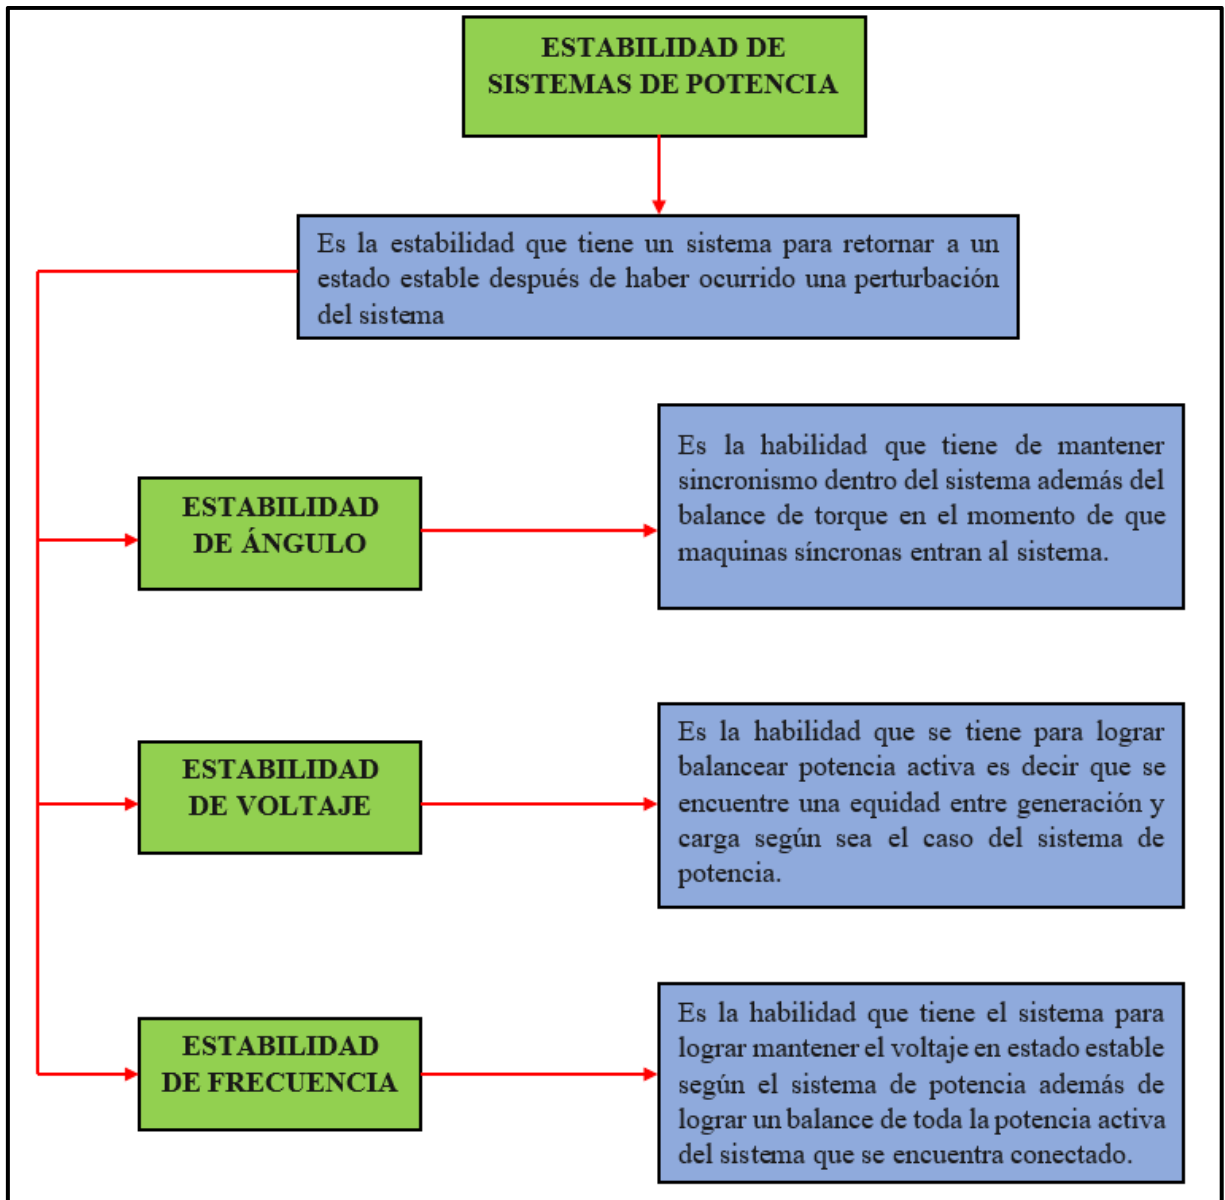 ESTABILIDAD DE
SISTEMAS DE POTENCIA
Es la estabilidad que tiene un sistema para retornar a un
estado estable después de haber ocurrido una perturbación
del sistema
ESTABILIDAD
DE ÁNGULO
Es la habilidad que tiene de mantener
sincronismo dentro del sistema además del
balance de torque en el momento de que
maquinas síncronas entran al sistema.
ESTABILIDAD
DE VOLTAJE
Es la habilidad que se tiene para lograr
balancear potencia activa es decir que se
encuentre una equidad entre generación y
carga según sea el caso del sistema de
potencia.
ESTABILIDAD
DE FRECUENCIA
Es la habilidad que tiene el sistema para
lograr mantener el voltaje en estado estable
según el sistema de potencia además de
lograr un balance de toda la potencia activa
del sistema que se encuentra conectado.